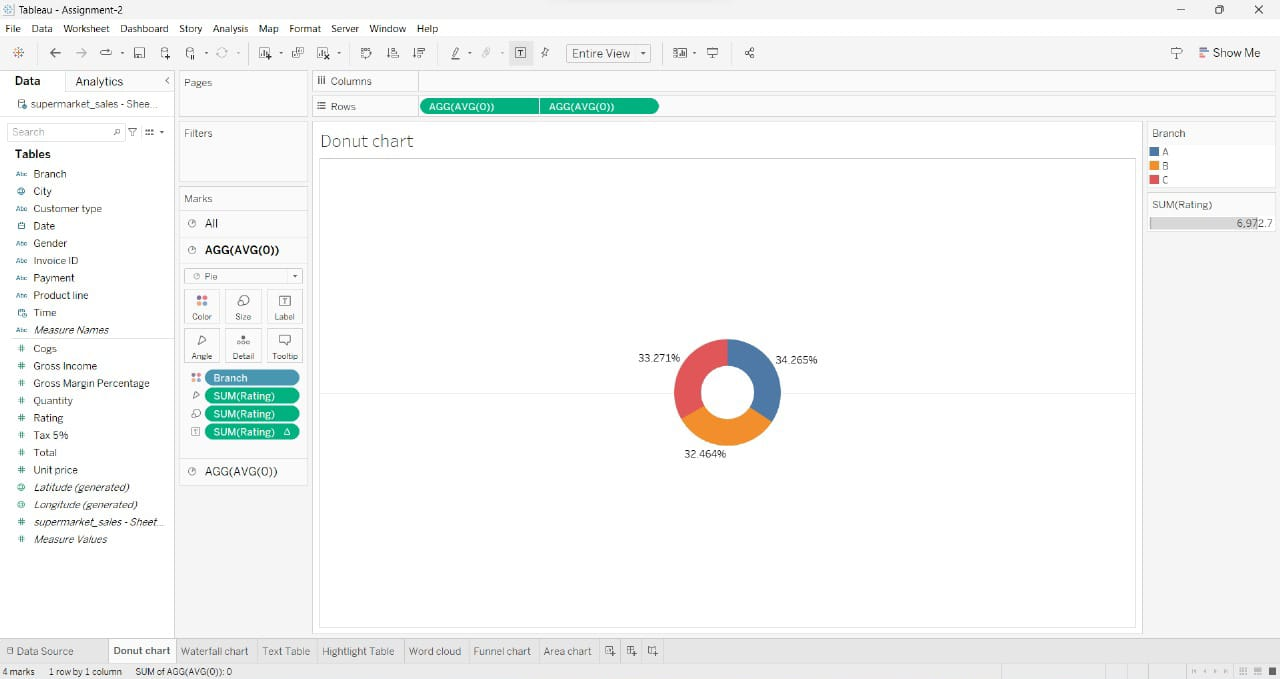 Tableau - Assignment-2
File Data Worksheet Dashboard Story Analysis Map Format Server Window Help
Entire View
Show Me
Data Analytics
supermarket_sales - Shee...
Search
Tables
Abc Branch
City
Abc Customer type
Date
Abc Gender
Abc Invoice ID
Abc Payment
Abc Product line
Time
Abc Measure Names
# Cogs
# Gross Income
# Gross Margin Percentage
# Quantity
# Rating
# Tax 5%
# Total
# Unit price
Latitude (generated)
Longitude (generated)
# supermarket_sales - Sheet...
# Measure Values
Pages
Filters
Marks
All
AGG(AVG(0))
Pie
Color Size Label
Angle Detail Tooltip
Branch
SUM(Rating)
SUM(Rating)
SUM(Rating) Δ
AGG(AVG(0))
Columns
Rows AGG(AVG(0)) AGG(AVG(0))
Donut chart
33.271% 34.265%
32.464%
Branch
A
B
C
SUM(Rating)
6,972.7
Data Source Donut chart Waterfall chart Text Table Hightlight Table Word cloud Funnel chart Area chart
4 marks 1 row by 1 column SUM of AGG(AVG(0)): 0